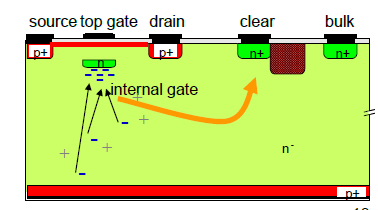 source top gate drain clear bulk
p+ n p+ n+ n+
internal gate
n-
p+